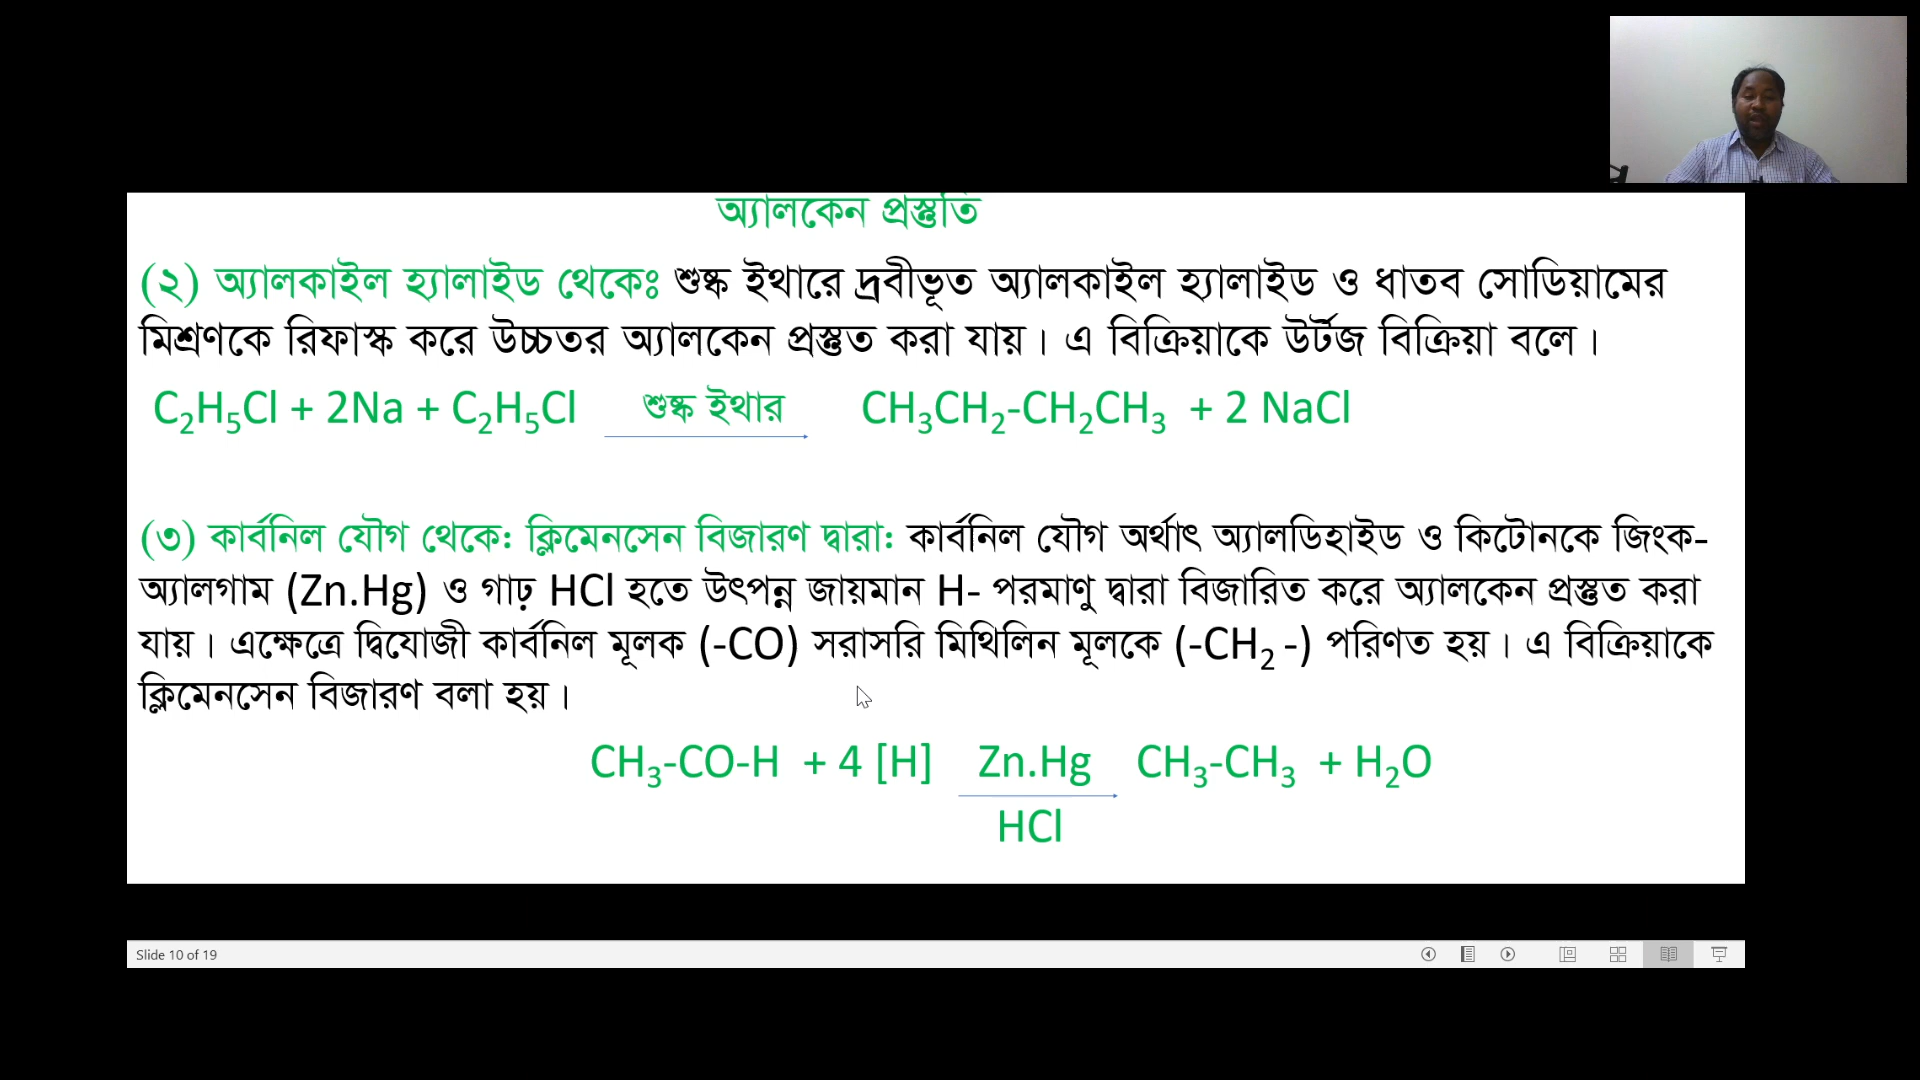 অ্যালকেন প্রস্তুতি
(২) অ্যালকাইল হ্যালাইড থেকেঃ শুষ্ক ইথারে দ্রবীভূত অ্যালকাইল হ্যালাইড ও ধাতব সোডিয়ামের
মিশ্রণকে রিফাস্ক করে উচ্চতর অ্যালকেন প্রস্তুত করা যায়। এ বিক্রিয়াকে উর্টজ বিক্রিয়া বলে।
C₂H₅Cl + 2Na + C₂H₅Cl শুষ্ক ইথার CH₃CH₂-CH₂CH₃ + 2 NaCl
(৩) কার্বনিল যৌগ থেকে: ক্লিমেনসেন বিজারণ দ্বারা: কার্বনিল যৌগ অর্থাৎ অ্যালডিহাইড ও কিটোনকে জিংক-
অ্যালগাম (Zn.Hg) ও গাঢ় HCl হতে উৎপন্ন জায়মান H- পরমাণু দ্বারা বিজারিত করে অ্যালকেন প্রস্তুত করা
যায়। এক্ষেত্রে দ্বিযোজী কার্বনিল মূলক (-CO) সরাসরি মিথিলিন মূলকে (-CH₂ -) পরিণত হয়। এ বিক্রিয়াকে
ক্লিমেনসেন বিজারণ বলা হয়।
CH₃-CO-H + 4 [H] Zn.Hg CH₃-CH₃ + H₂O
HCl
Slide 10 of 19